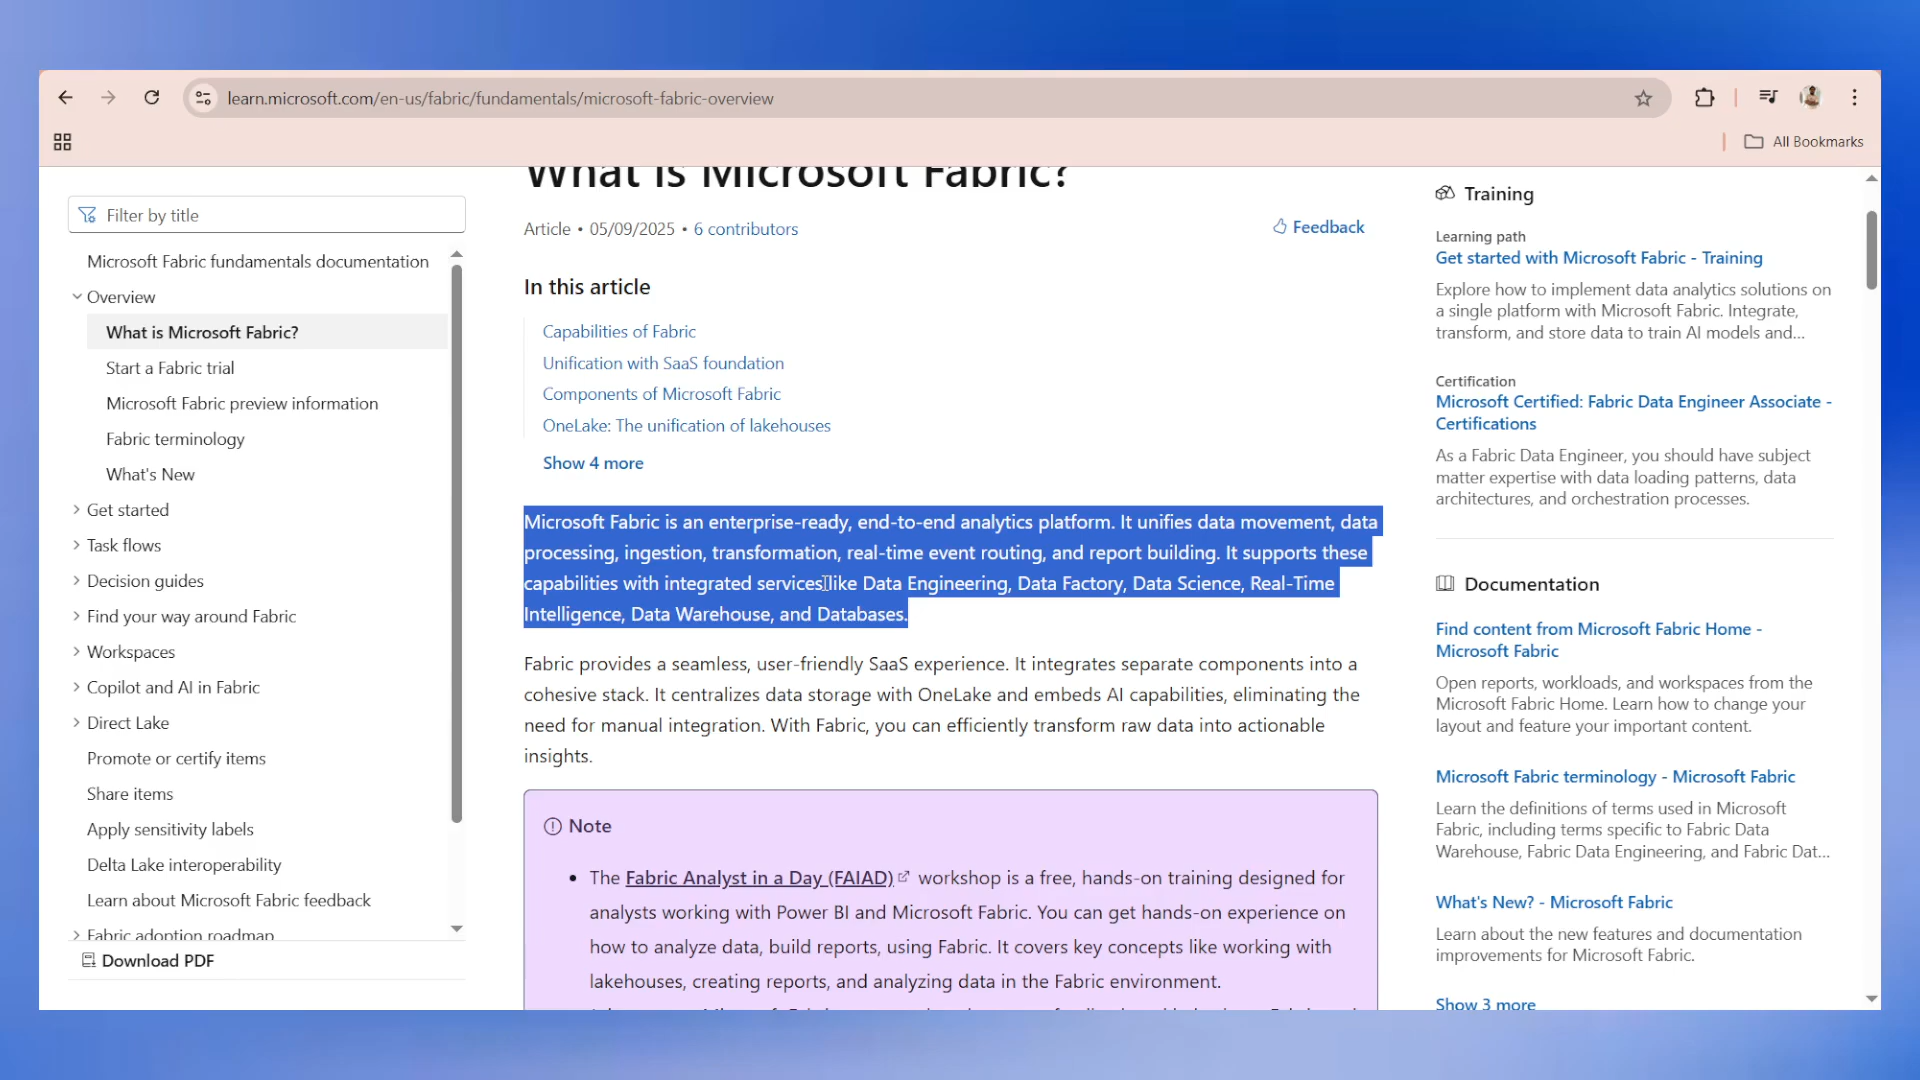 learn.microsoft.com/en-us/fabric/fundamentals/microsoft-fabric-overview
All Bookmarks
Filter by title
Microsoft Fabric fundamentals documentation
Overview
What is Microsoft Fabric?
Start a Fabric trial
Microsoft Fabric preview information
Fabric terminology
What's New
Get started
Task flows
Decision guides
Find your way around Fabric
Workspaces
Copilot and AI in Fabric
Direct Lake
Promote or certify items
Share items
Apply sensitivity labels
Delta Lake interoperability
Learn about Microsoft Fabric feedback
Fabric adoption roadmap
Download PDF
What is Microsoft Fabric?
Article • 05/09/2025 • 6 contributors
Feedback
In this article
Capabilities of Fabric
Unification with SaaS foundation
Components of Microsoft Fabric
OneLake: The unification of lakehouses
Show 4 more
Microsoft Fabric is an enterprise-ready, end-to-end analytics platform. It unifies data movement, data
processing, ingestion, transformation, real-time event routing, and report building. It supports these
capabilities with integrated services like Data Engineering, Data Factory, Data Science, Real-Time
Intelligence, Data Warehouse, and Databases.
Fabric provides a seamless, user-friendly SaaS experience. It integrates separate components into a
cohesive stack. It centralizes data storage with OneLake and embeds AI capabilities, eliminating the
need for manual integration. With Fabric, you can efficiently transform raw data into actionable
insights.
Note
• The Fabric Analyst in a Day (FAIAD) workshop is a free, hands-on training designed for
analysts working with Power BI and Microsoft Fabric. You can get hands-on experience on
how to analyze data, build reports, using Fabric. It covers key concepts like working with
lakehouses, creating reports, and analyzing data in the Fabric environment.
Training
Learning path
Get started with Microsoft Fabric - Training
Explore how to implement data analytics solutions on
a single platform with Microsoft Fabric. Integrate,
transform, and store data to train AI models and...
Certification
Microsoft Certified: Fabric Data Engineer Associate -
Certifications
As a Fabric Data Engineer, you should have subject
matter expertise with data loading patterns, data
architectures, and orchestration processes.
Documentation
Find content from Microsoft Fabric Home -
Microsoft Fabric
Open reports, workloads, and workspaces from the
Microsoft Fabric Home. Learn how to change your
layout and feature your important content.
Microsoft Fabric terminology - Microsoft Fabric
Learn the definitions of terms used in Microsoft
Fabric, including terms specific to Fabric Data
Warehouse, Fabric Data Engineering, and Fabric Dat...
What's New? - Microsoft Fabric
Learn about the new features and documentation
improvements for Microsoft Fabric.
Show 3 more